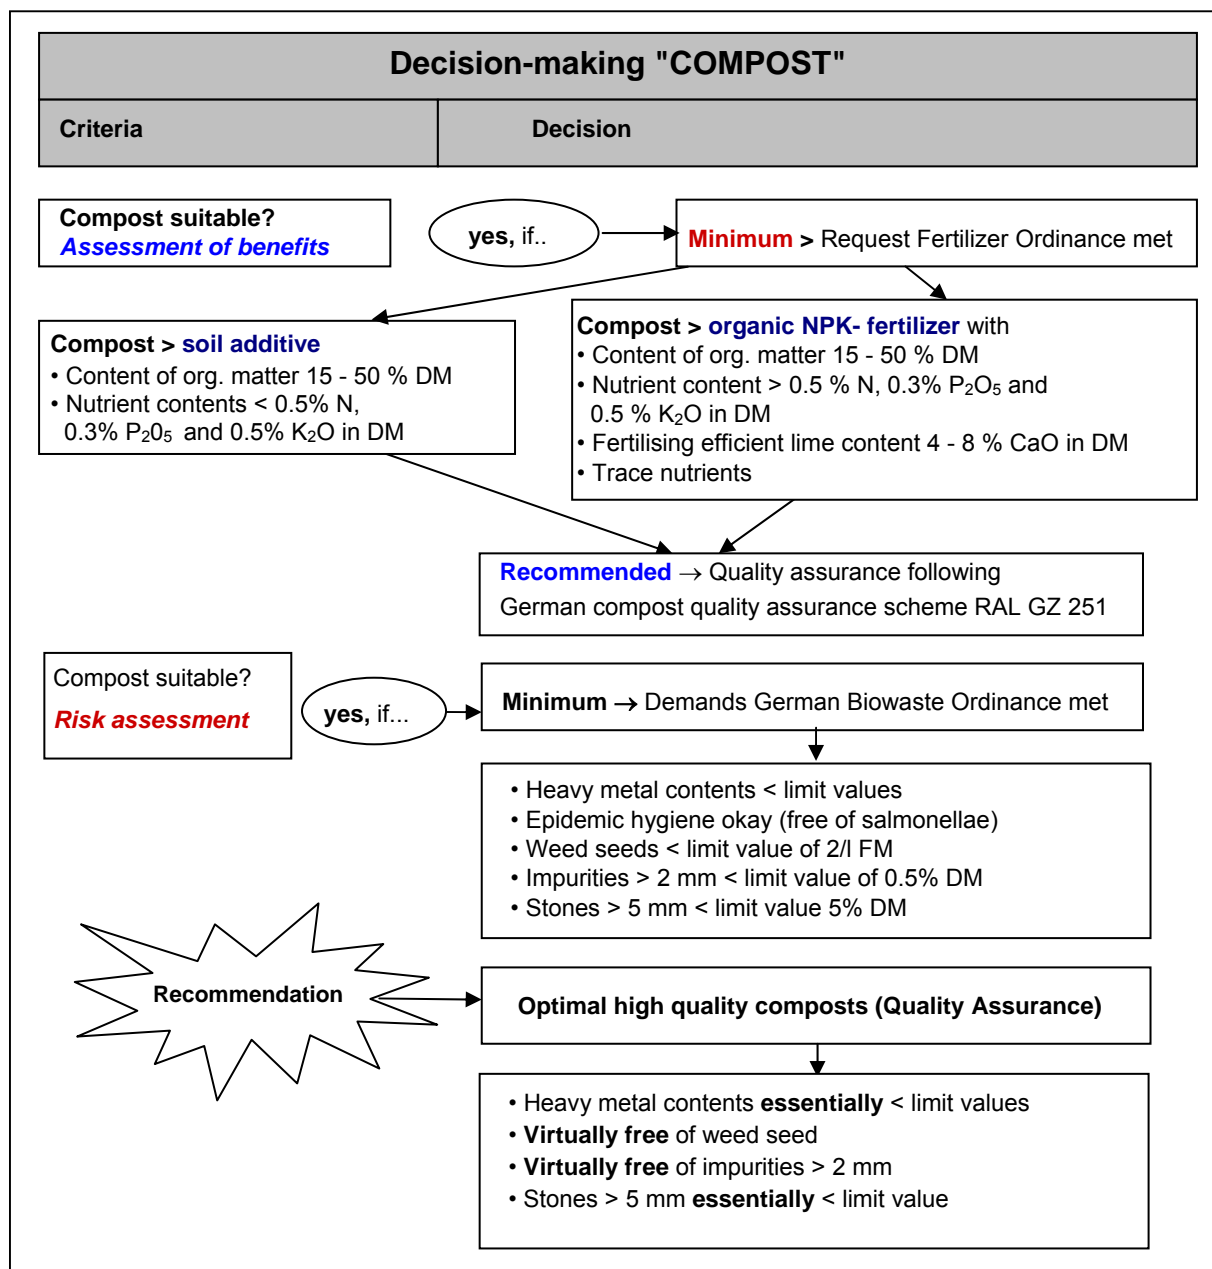 Decision-making "COMPOST"
Criteria
Decision
Compost suitable?
Assessment of benefits
yes, if..
Minimum > Request Fertilizer Ordinance met
Compost > soil additive
• Content of org. matter 15 - 50 % DM
• Nutrient contents < 0.5% N,
0.3% P₂0₅ and 0.5% K₂O in DM
Compost > organic NPK- fertilizer with
• Content of org. matter 15 - 50 % DM
• Nutrient content > 0.5 % N, 0.3% P₂O₅ and
0.5 % K₂O in DM
• Fertilising efficient lime content 4 - 8 % CaO in DM
• Trace nutrients
Recommended → Quality assurance following
German compost quality assurance scheme RAL GZ 251
Compost suitable?
Risk assessment
yes, if...
Minimum → Demands German Biowaste Ordinance met
• Heavy metal contents < limit values
• Epidemic hygiene okay (free of salmonellae)
• Weed seeds < limit value of 2/l FM
• Impurities > 2 mm < limit value of 0.5% DM
• Stones > 5 mm < limit value 5% DM
Recommendation
Optimal high quality composts (Quality Assurance)
• Heavy metal contents essentially < limit values
• Virtually free of weed seed
• Virtually free of impurities > 2 mm
• Stones > 5 mm essentially < limit value